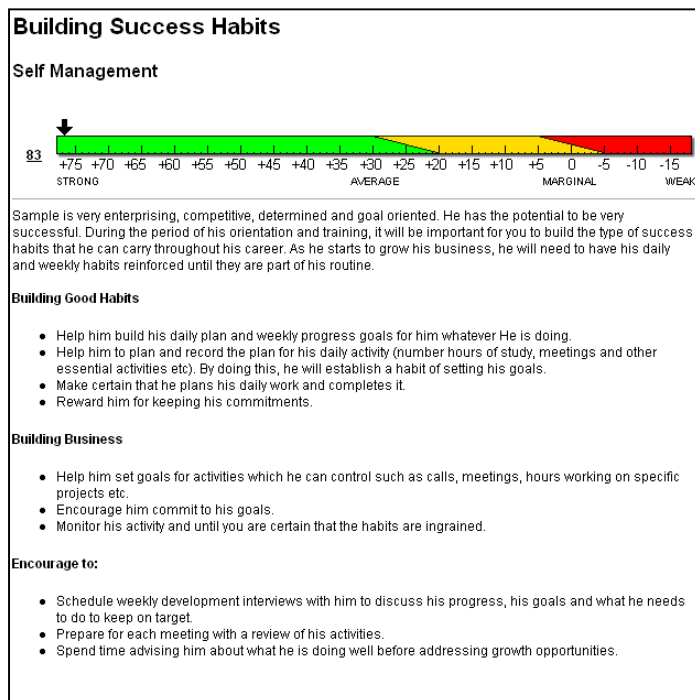 Building Success Habits
Self Management
83
+75 +70 +65 +60 +55 +50 +45 +40 +35 +30 +25 +20 +15 +10 +5 0 -5 -10 -15
STRONG AVERAGE MARGINAL WEAK
Sample is very enterprising, competitive, determined and goal oriented. He has the potential to be very
successful. During the period of his orientation and training, it will be important for you to build the type of success
habits that he can carry throughout his career. As he starts to grow his business, he will need to have his daily
and weekly habits reinforced until they are part of his routine.
Building Good Habits
● Help him build his daily plan and weekly progress goals for him whatever He is doing.
● Help him to plan and record the plan for his daily activity (number hours of study, meetings and other
essential activities etc). By doing this, he will establish a habit of setting his goals.
● Make certain that he plans his daily work and completes it.
● Reward him for keeping his commitments.
Building Business
● Help him set goals for activities which he can control such as calls, meetings, hours working on specific
projects etc.
● Encourage him commit to his goals.
● Monitor his activity and until you are certain that the habits are ingrained.
Encourage to:
● Schedule weekly development interviews with him to discuss his progress, his goals and what he needs
to do to keep on target.
● Prepare for each meeting with a review of his activities.
● Spend time advising him about what he is doing well before addressing growth opportunities.